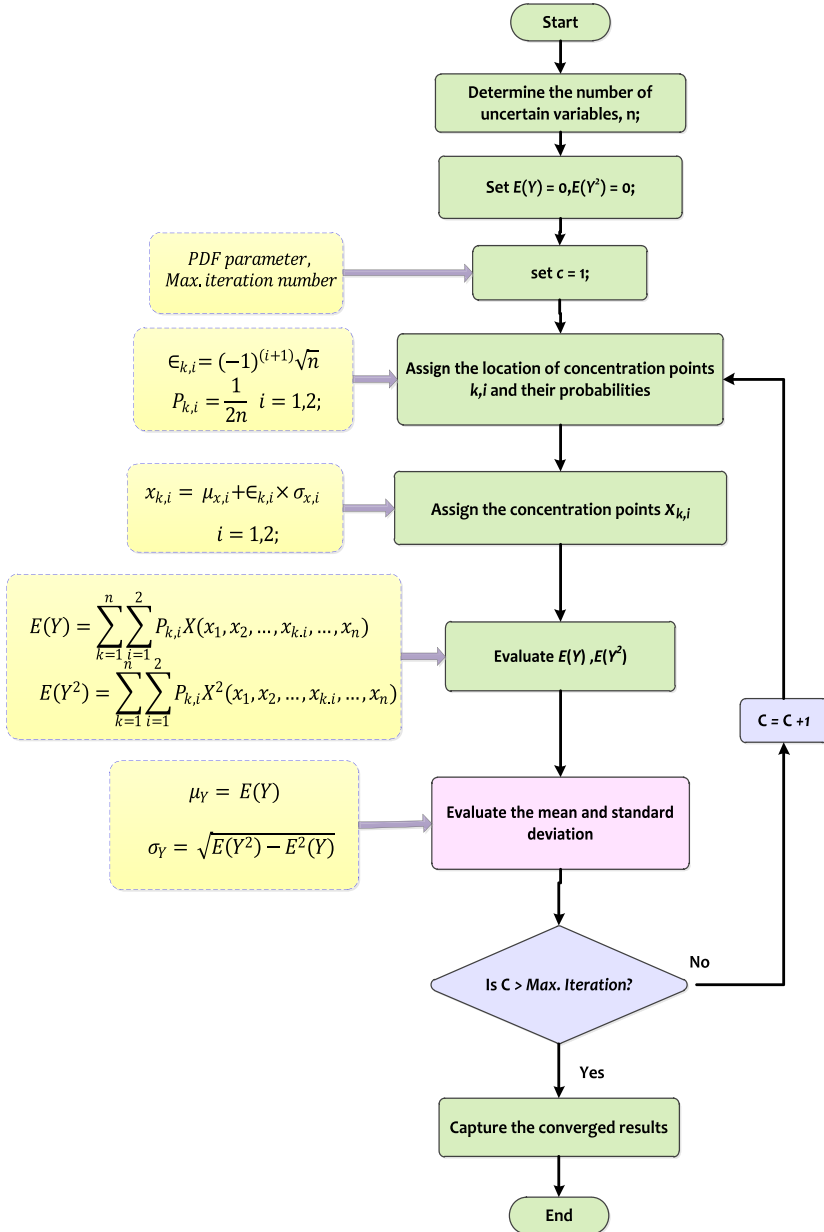 Start
Determine the number of
uncertain variables, n;
Set E(Y) = 0,E(Y²) = 0;
PDF parameter,
Max. iteration number
set c = 1;
∈k,i = (−1)^(i+1)√n
Pk,i = 1/2n i = 1,2;
Assign the location of concentration points
k,i and their probabilities
xk,i = μx,i+∈k,i× σx,i
i = 1,2;
Assign the concentration points Xk,i
E(Y) = ∑k=1^n ∑i=1^2 Pk,iX(x1, x2, …, xk.i, …, xn)
E(Y²) = ∑k=1^n ∑i=1^2 Pk,iX²(x1, x2, …, xk.i, …, xn)
Evaluate E(Y) ,E(Y²)
C = C +1
μY = E(Y)
σY = √(E(Y²) − E²(Y))
Evaluate the mean and standard
deviation
Is C > Max. Iteration?
No
Yes
Capture the converged results
End